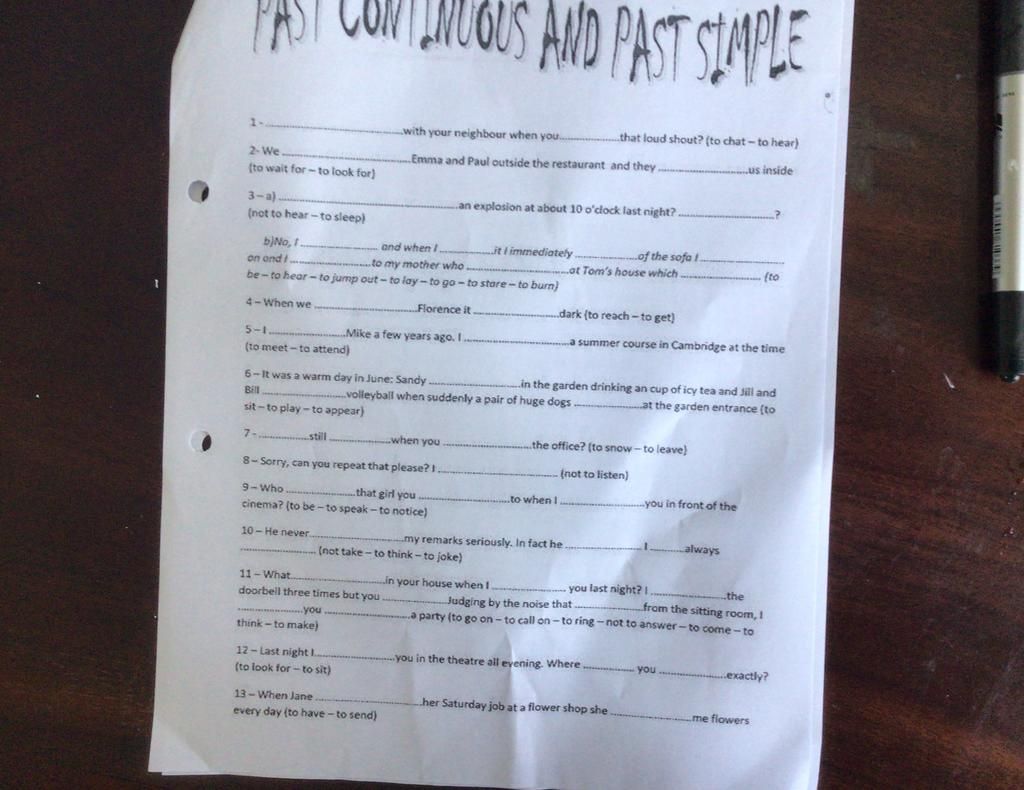 PAST CONTINUOUS AND PAST SIMPLE
1 - ..............................with your neighbour when you..............that loud shout? (to chat – to hear)
2- We ..............................Emma and Paul outside the restaurant and they ......................us inside
(to wait for – to look for)
3 – a) ..........................................an explosion at about 10 o'clock last night? .......................?
(not to hear – to sleep)
b)No, I .................. and when I .............it I immediately ...............of the sofa I ....................
on and I ....................to my mother who .........................at Tom's house which ................... (to
be – to hear – to jump out – to lay – to go – to stare – to burn)
4 – When we .........................Florence it .....................dark (to reach – to get)
5 – I ...................Mike a few years ago. I ..........................a summer course in Cambridge at the time
(to meet – to attend)
6 – It was a warm day in June: Sandy ......................in the garden drinking an cup of icy tea and Jill and
Bill ....................volleyball when suddenly a pair of huge dogs .................at the garden entrance (to
sit – to play – to appear)
7 - ............still ...............when you .....................the office? (to snow – to leave)
8 – Sorry, can you repeat that please? I ............................. (not to listen)
9 – Who .................that girl you ......................to when I .....................you in front of the
cinema? (to be – to speak – to notice)
10 – He never.......................my remarks seriously. In fact he .................. I .........always
.................. (not take – to think – to joke)
11 – What.......................in your house when I .................. you last night? I ..................the
doorbell three times but you ................Judging by the noise that .................from the sitting room, I
................you .....................a party (to go on – to call on – to ring – not to answer – to come – to
think – to make)
12 – Last night I....................you in the theatre all evening. Where ............. you .................exactly?
(to look for – to sit)
13 – When Jane ..........................her Saturday job at a flower shop she ....................me flowers
every day (to have – to send)